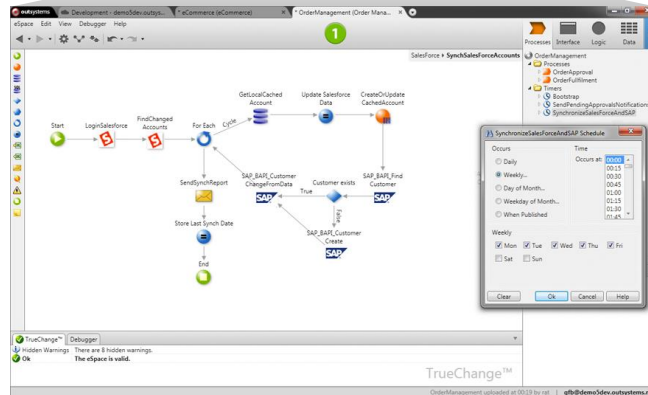 outsystems
Development - demo5dev.outsys...
* eCommerce (eCommerce)
* OrderManagement (Order Mana...
eSpace Edit View Debugger Help
1
Processes Interface Logic Data
SalesForce ▸ SynchSalesForceAccounts
OrderManagement
Processes
OrderApproval
OrderFulfilment
Timers
Bootstrap
SendPendingApprovalsNotification
SynchronizeSalesForceAndSAP
GetLocalCached
Account
Update Salesforce
Data
CreateOrUpdate
CachedAccount
Start
LoginSalesforce
FindChanged
Accounts
For Each
Cycle
SendSynchReport
SAP_BAPI_Customer
ChangeFromData
True
Customer exists
SAP_BAPI_Find
Customer
SAP
SAP
False
Store Last Synch Date
SAP_BAPI_Customer
Create
SAP
End
SynchronizeSalesForceAndSAP Schedule
Occurs
Daily
Weekly...
Day of Month...
Weekday of Month...
When Published
Time
Occurs at:
00:00
00:15
00:30
00:45
01:00
01:15
01:30
01:45
Weekly
Mon Tue Wed Thu Fri
Sat Sun
Clear Ok Cancel Help
TrueChange™ Debugger
Hidden Warnings There are 8 hidden warnings.
Ok The eSpace is valid.
TrueChange™
OrderManagement uploaded at 00:19 by rat | qfb@demo5dev.outsystems.n